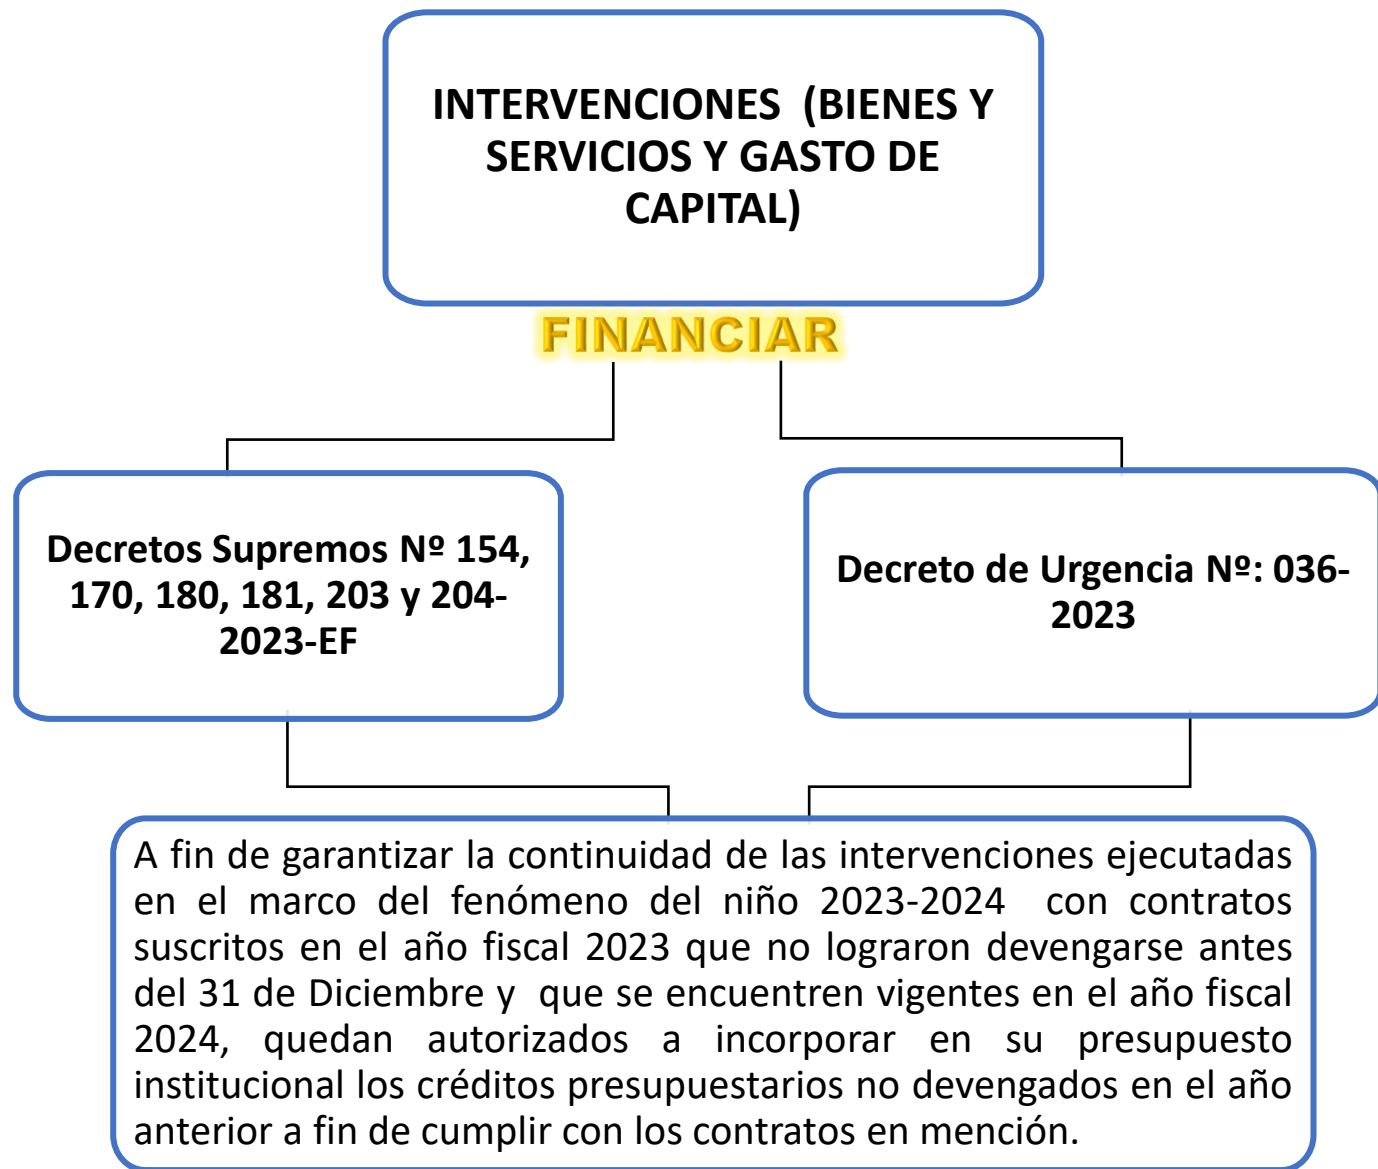 INTERVENCIONES (BIENES Y
SERVICIOS Y GASTO DE
CAPITAL)
FINANCIAR
Decretos Supremos Nº 154,
170, 180, 181, 203 y 204-
2023-EF
Decreto de Urgencia Nº: 036-
2023
A fin de garantizar la continuidad de las intervenciones ejecutadas
en el marco del fenómeno del niño 2023-2024 con contratos
suscritos en el año fiscal 2023 que no lograron devengarse antes
del 31 de Diciembre y que se encuentren vigentes en el año fiscal
2024, quedan autorizados a incorporar en su presupuesto
institucional los créditos presupuestarios no devengados en el año
anterior a fin de cumplir con los contratos en mención.